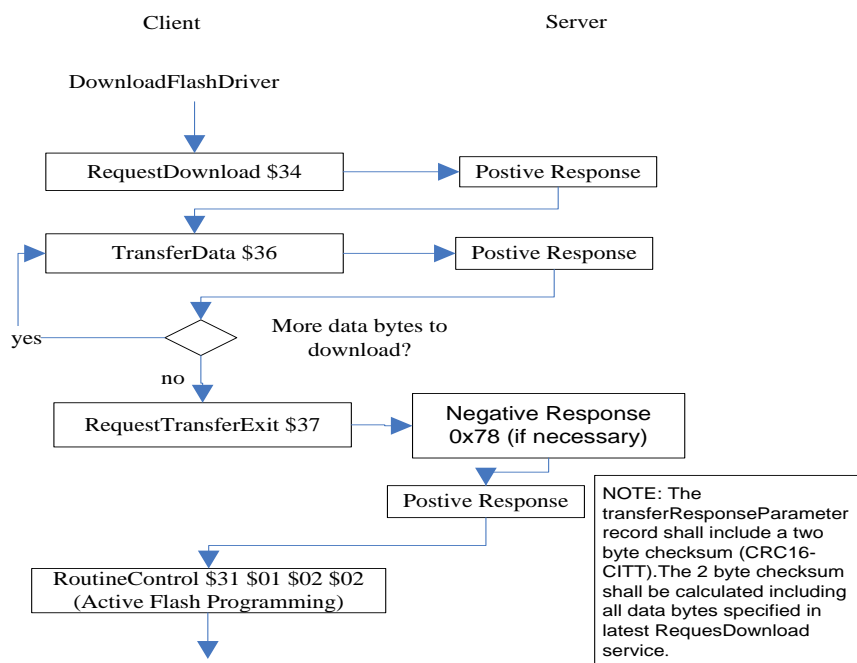 Client
Server
DownloadFlashDriver
RequestDownload $34
Postive Response
TransferData $36
Postive Response
yes
More data bytes to
download?
no
RequestTransferExit $37
Negative Response
0x78 (if necessary)
Postive Response
NOTE: The
transferResponseParameter
record shall include a two
byte checksum (CRC16-
CITT).The 2 byte checksum
shall be calculated including
all data bytes specified in
latest RequesDownload
service.
RoutineControl $31 $01 $02 $02
(Active Flash Programming)